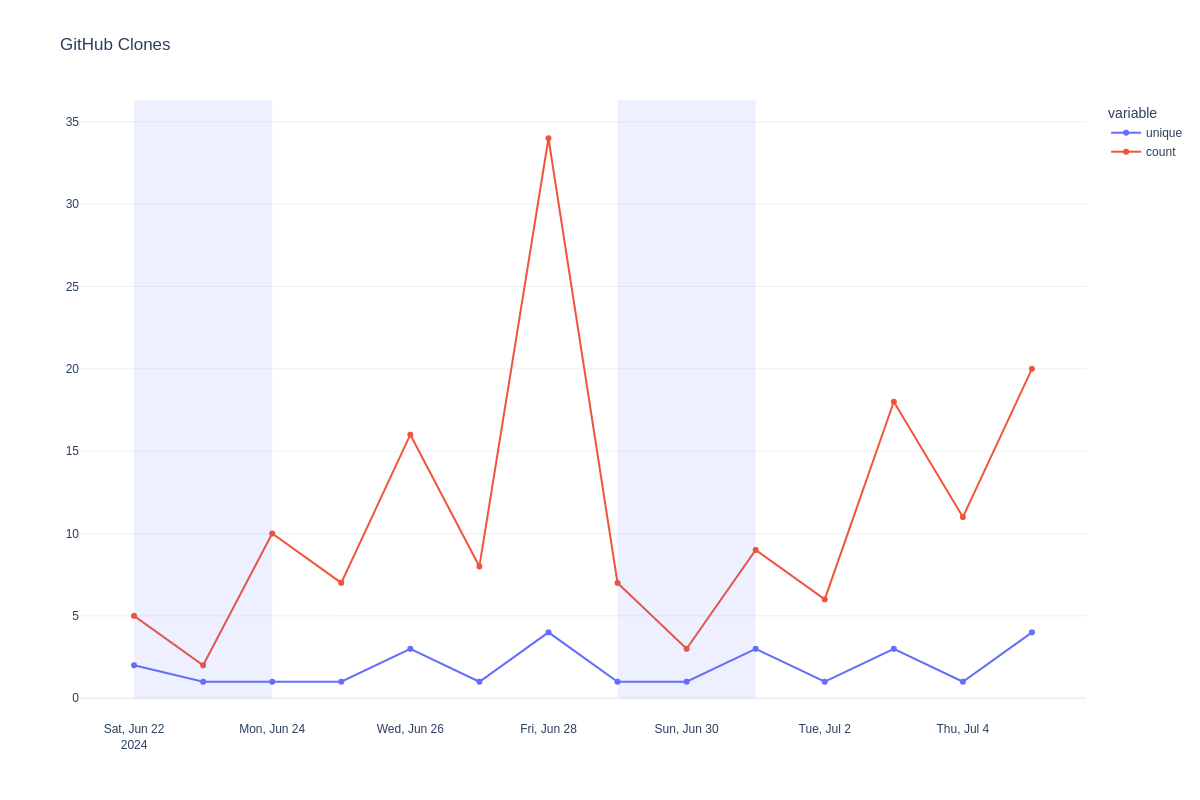 GitHub Clones
variable
unique
count
35
30
25
20
15
10
5
0
Sat, Jun 22
2024
Mon, Jun 24
Wed, Jun 26
Fri, Jun 28
Sun, Jun 30
Tue, Jul 2
Thu, Jul 4